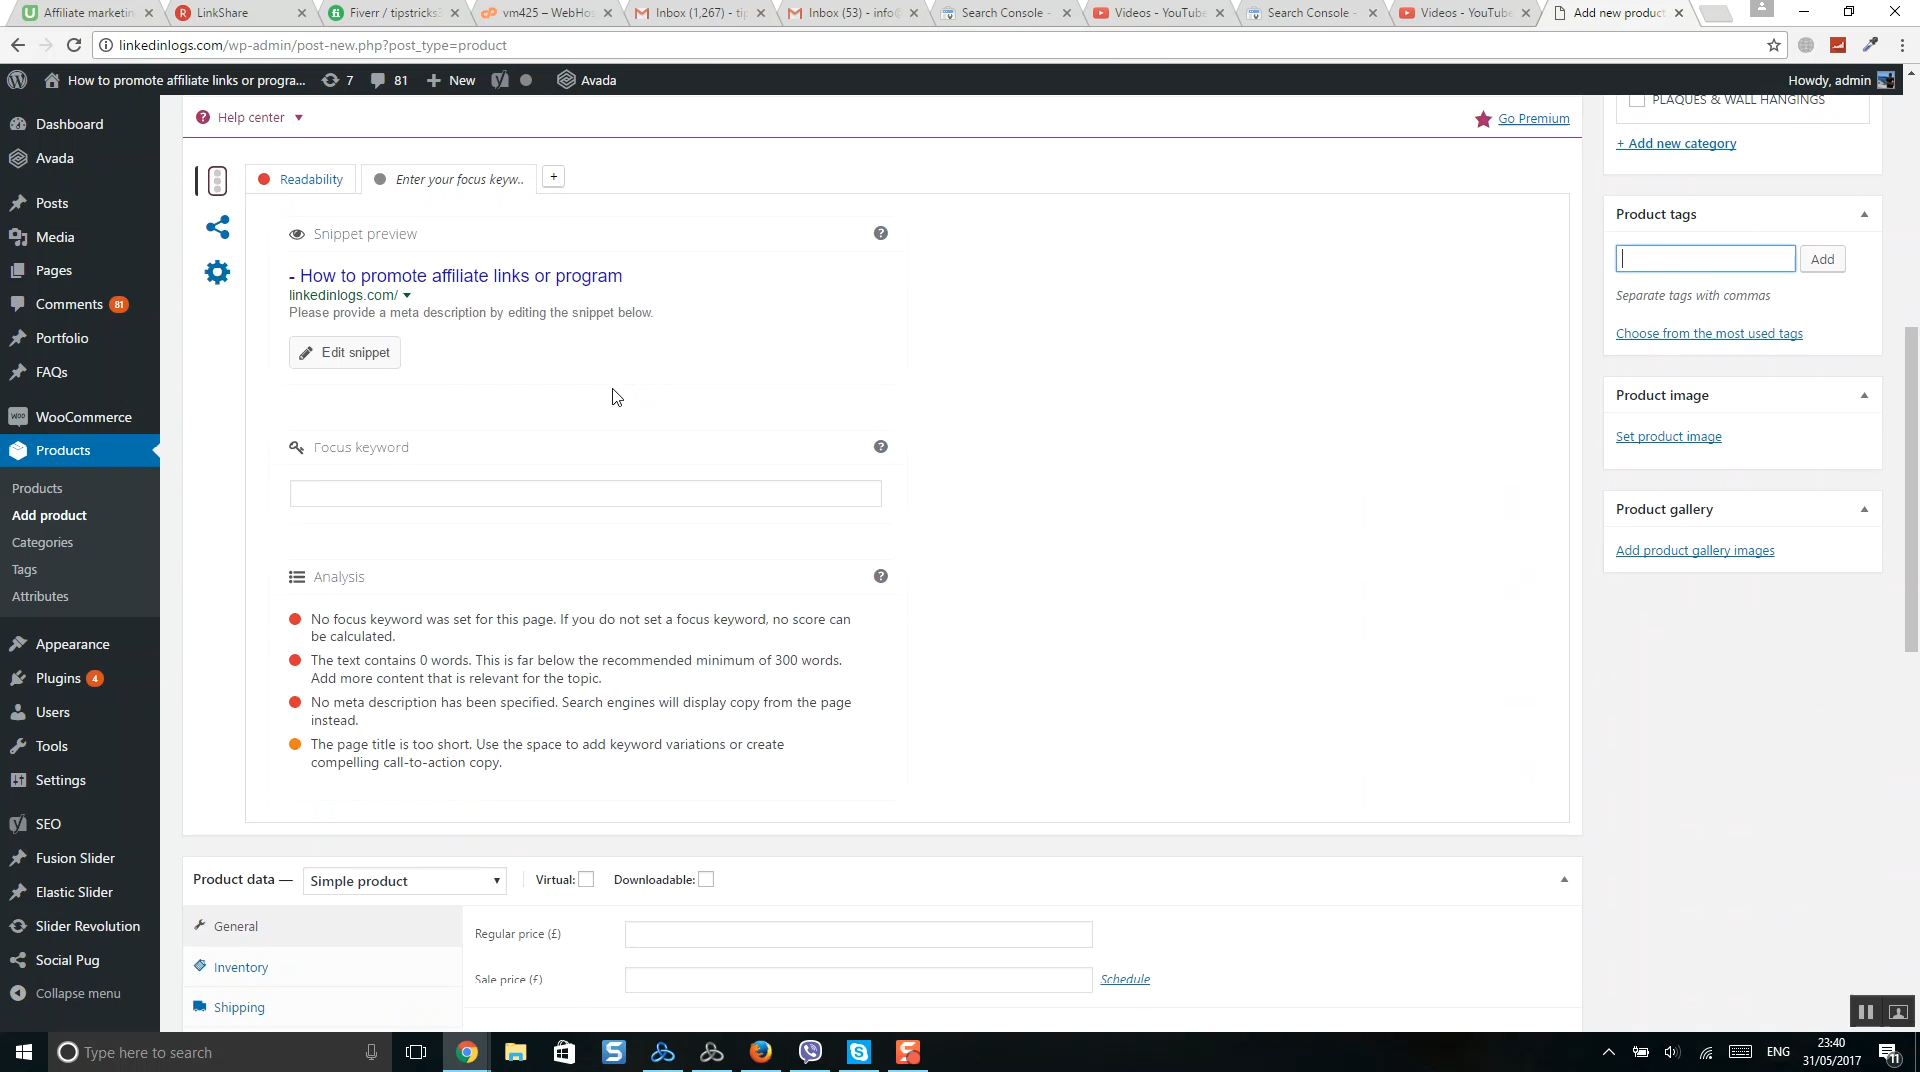 Affiliate marketin
LinkShare
Fiverr / tipstricks
vm425 – WebHos
Inbox (1,267) - tip
Inbox (53) - info@
Search Console -
Videos - YouTube
Search Console -
Videos - YouTube
Add new product
linkedinlogs.com/wp-admin/post-new.php?post_type=product
How to promote affiliate links or progra...
7
81
New
Avada
Howdy, admin
Dashboard
Avada
Posts
Media
Pages
Comments 81
Portfolio
FAQs
WooCommerce
Products
Products
Add product
Categories
Tags
Attributes
Appearance
Plugins 4
Users
Tools
Settings
SEO
Fusion Slider
Elastic Slider
Slider Revolution
Social Pug
Collapse menu
Help center
Go Premium
Readability
Enter your focus keyw..
+
Snippet preview
- How to promote affiliate links or program
linkedinlogs.com/
Please provide a meta description by editing the snippet below.
Edit snippet
Focus keyword
Analysis
No focus keyword was set for this page. If you do not set a focus keyword, no score can
be calculated.
The text contains 0 words. This is far below the recommended minimum of 300 words.
Add more content that is relevant for the topic.
No meta description has been specified. Search engines will display copy from the page
instead.
The page title is too short. Use the space to add keyword variations or create
compelling call-to-action copy.
Product data —
Simple product
Virtual:
Downloadable:
General
Inventory
Shipping
Regular price (£)
Sale price (£)
Schedule
PLAQUES & WALL HANGINGS
+ Add new category
Product tags
Add
Separate tags with commas
Choose from the most used tags
Product image
Set product image
Product gallery
Add product gallery images
Type here to search
ENG
23:40
31/05/2017
11